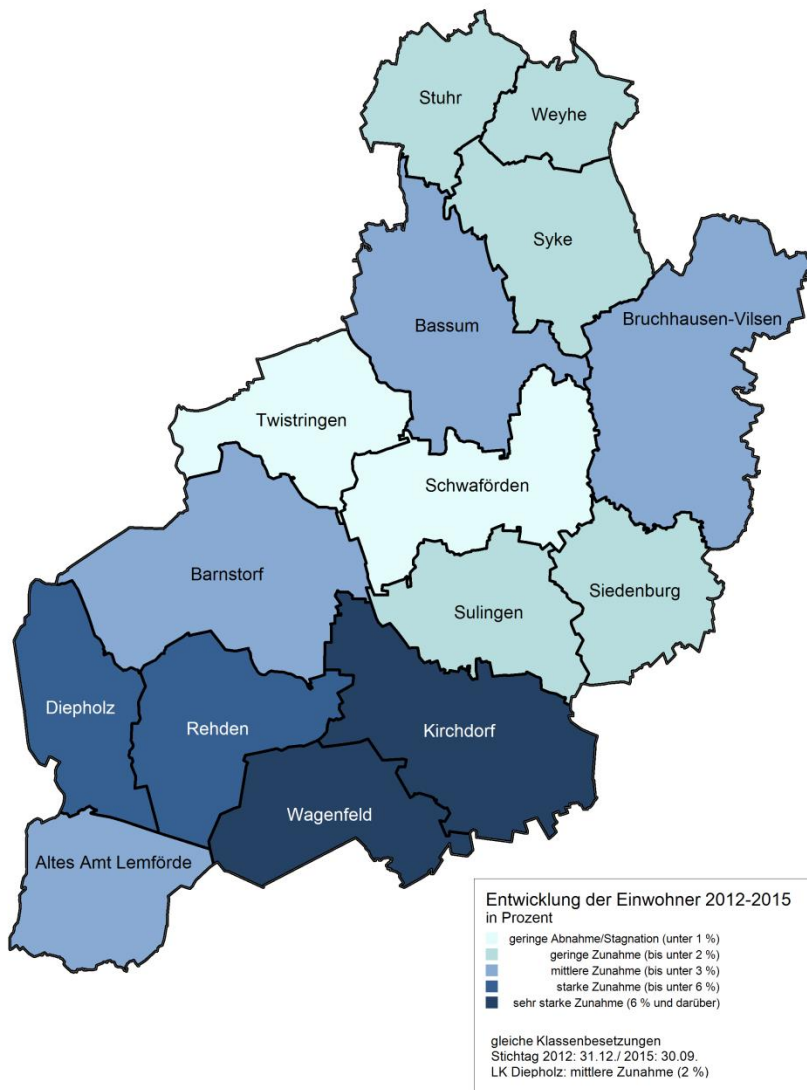 Stuhr
Weyhe
Syke
Bassum
Bruchhausen-Vilsen
Twistringen
Schwaförden
Barnstorf
Siedenburg
Sulingen
Diepholz
Rehden
Kirchdorf
Wagenfeld
Altes Amt Lemförde
Entwicklung der Einwohner 2012-2015
in Prozent
geringe Abnahme/Stagnation (unter 1 %)
geringe Zunahme (bis unter 2 %)
mittlere Zunahme (bis unter 3 %)
starke Zunahme (bis unter 6 %)
sehr starke Zunahme (6 % und darüber)
gleiche Klassenbesetzungen
Stichtag 2012: 31.12./ 2015: 30.09.
LK Diepholz: mittlere Zunahme (2 %)